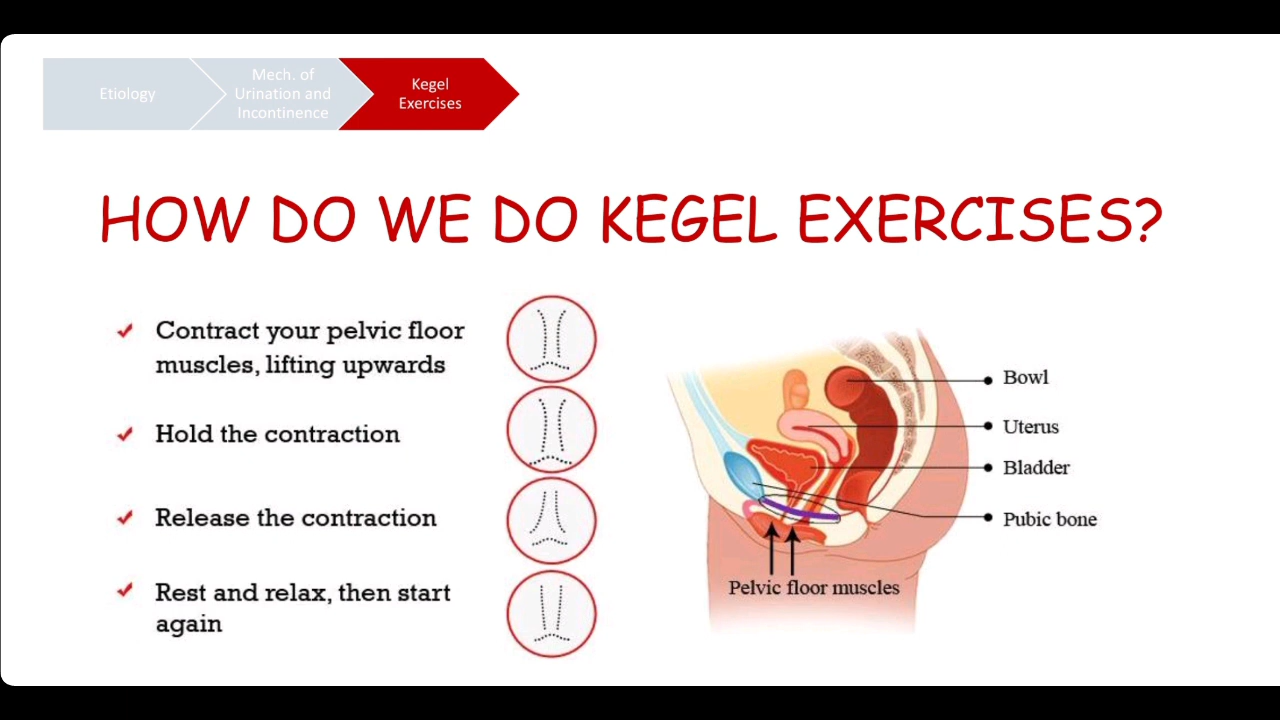 Etiology
Mech. of
Urination and
Incontinence
Kegel
Exercises
HOW DO WE DO KEGEL EXERCISES?
Contract your pelvic floor
muscles, lifting upwards
Hold the contraction
Release the contraction
Rest and relax, then start
again
Bowl
Uterus
Bladder
Pubic bone
Pelvic floor muscles